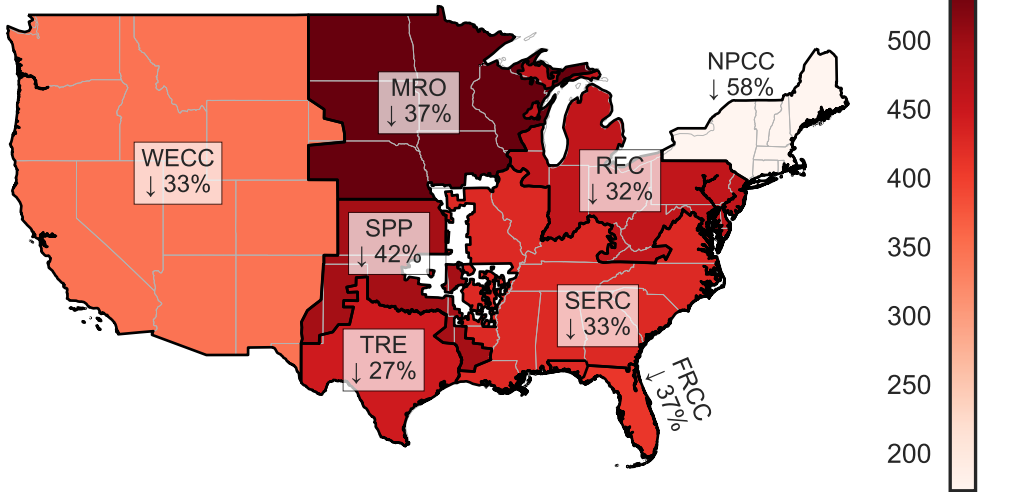 WECC
↓ 33%
MRO
↓ 37%
NPCC
↓ 58%
RFC
↓ 32%
SPP
↓ 42%
SERC
↓ 33%
TRE
↓ 27%
FRCC
↓ 37%
500
450
400
350
300
250
200